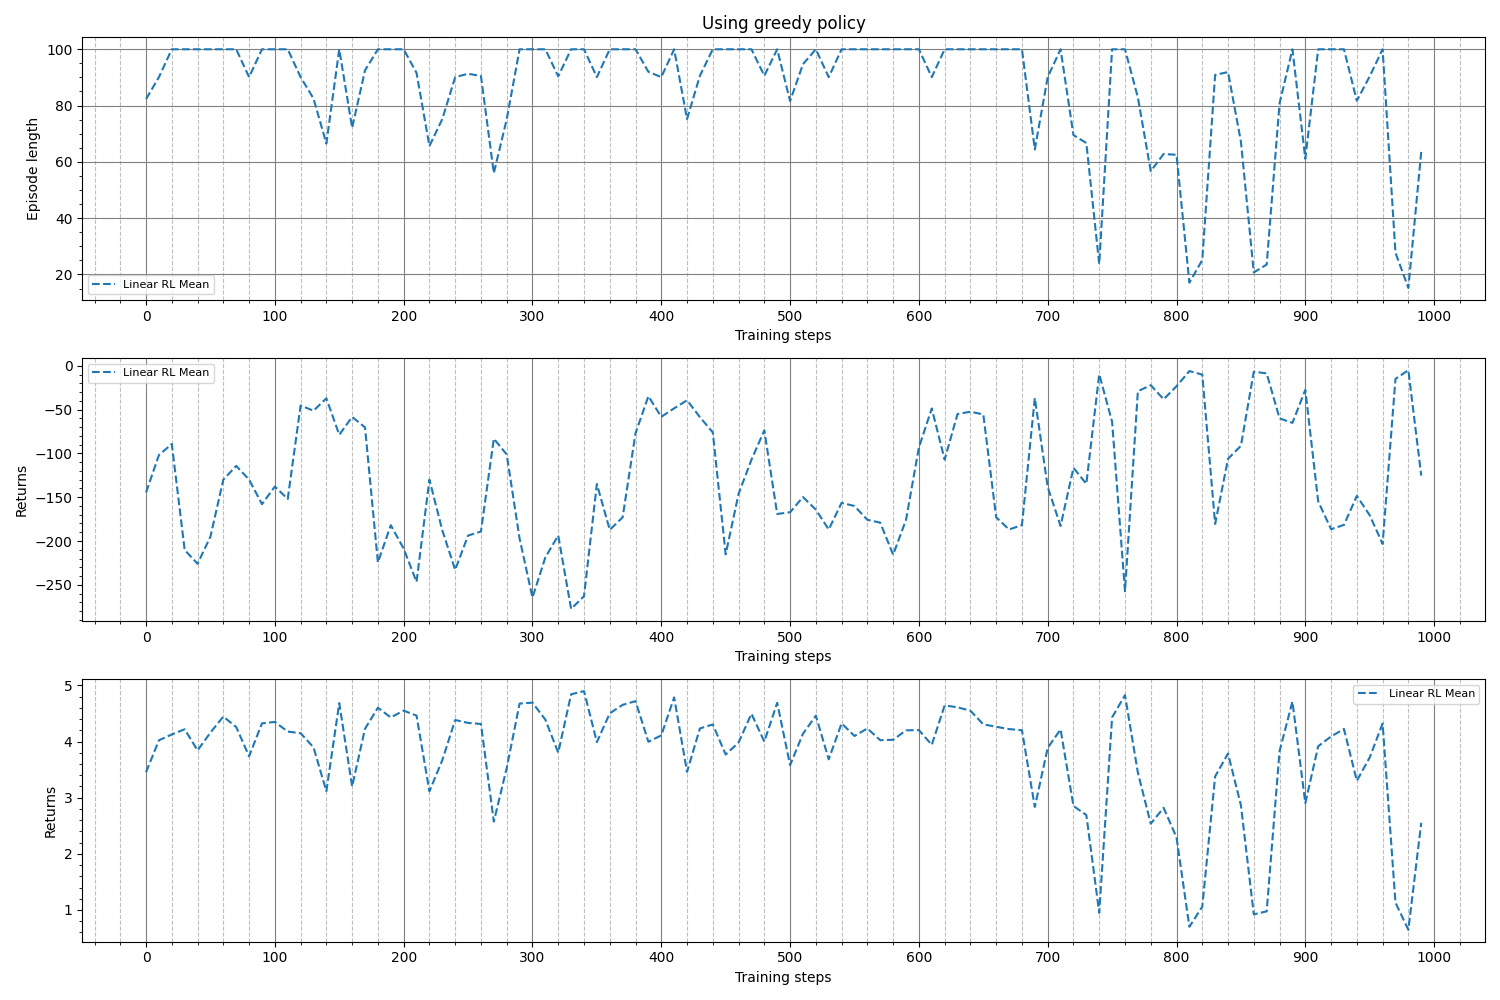 Using greedy policy
100
80
60
40
20
Episode length
Linear RL Mean
0 100 200 300 400 500 600 700 800 900 1000
Training steps
0
−50
−100
−150
−200
−250
Returns
Linear RL Mean
0 100 200 300 400 500 600 700 800 900 1000
Training steps
5
4
3
2
1
Returns
Linear RL Mean
0 100 200 300 400 500 600 700 800 900 1000
Training steps